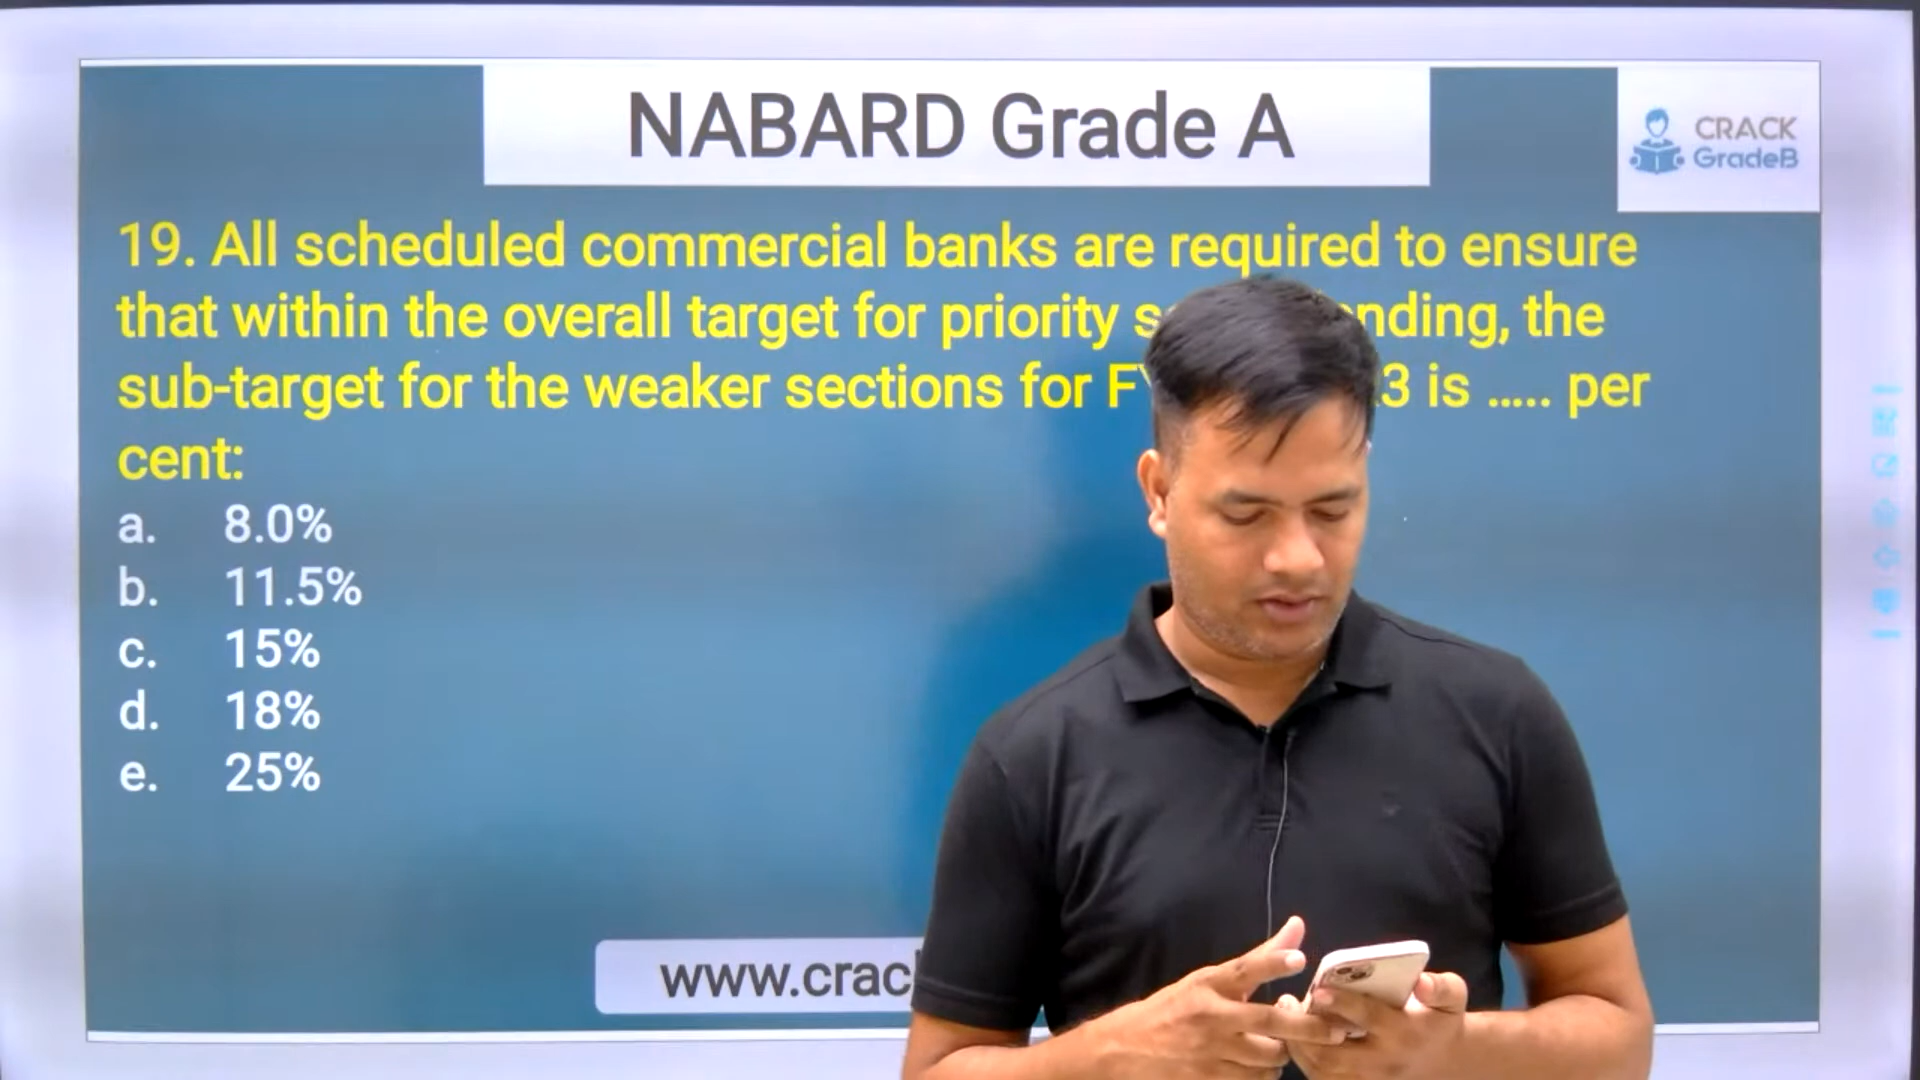 NABARD Grade A
CRACK
GradeB
19. All scheduled commercial banks are required to ensure
that within the overall target for priority nding, the
sub-target for the weaker sections for 3 is ..... per
cent:
a. 8.0%
b. 11.5%
c. 15%
d. 18%
e. 25%
www.crac